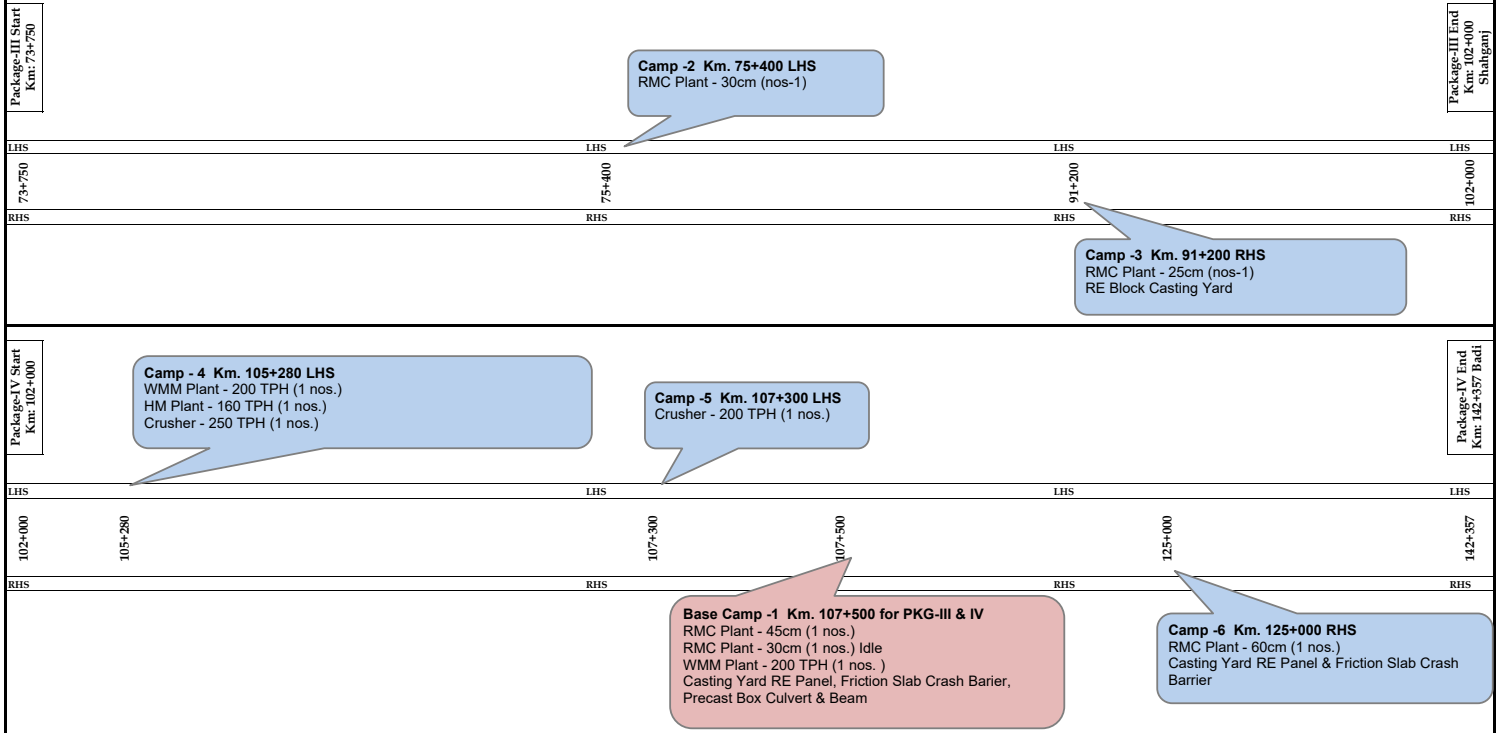 Package-III Start
Km: 73+750
Package-III End
Km: 102+000
Shahganj
Camp -2 Km. 75+400 LHS
RMC Plant - 30cm (nos-1)
LHS
LHS
LHS
LHS
73+750
75+400
91+200
102+000
RHS
RHS
RHS
RHS
Camp -3 Km. 91+200 RHS
RMC Plant - 25cm (nos-1)
RE Block Casting Yard
Package-IV Start
Km: 102+000
Package-IV End
Km: 142+357 Badi
Camp - 4 Km. 105+280 LHS
WMM Plant - 200 TPH (1 nos.)
HM Plant - 160 TPH (1 nos.)
Crusher - 250 TPH (1 nos.)
Camp -5 Km. 107+300 LHS
Crusher - 200 TPH (1 nos.)
LHS
LHS
LHS
LHS
102+000
105+280
107+300
107+500
125+000
142+357
RHS
RHS
RHS
RHS
Base Camp -1 Km. 107+500 for PKG-III & IV
RMC Plant - 45cm (1 nos.)
RMC Plant - 30cm (1 nos.) Idle
WMM Plant - 200 TPH (1 nos. )
Casting Yard RE Panel, Friction Slab Crash Barier,
Precast Box Culvert & Beam
Camp -6 Km. 125+000 RHS
RMC Plant - 60cm (1 nos.)
Casting Yard RE Panel & Friction Slab Crash
Barrier